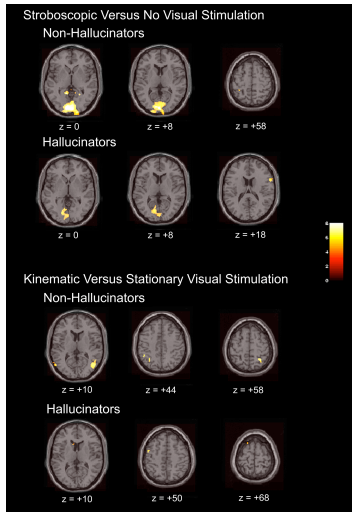 Stroboscopic Versus No Visual Stimulation
Non-Hallucinators
z = 0 z = +8 z = +58
Hallucinators
z = 0 z = +8 z = +18
8
6
4
2
0
Kinematic Versus Stationary Visual Stimulation
Non-Hallucinators
z = +10 z = +44 z = +58
Hallucinators
z = +10 z = +50 z = +68